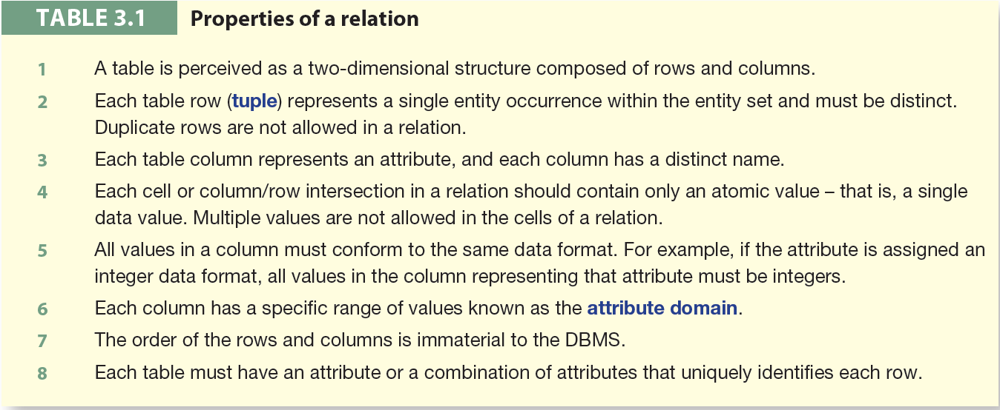 TABLE 3.1 Properties of a relation
1 A table is perceived as a two-dimensional structure composed of rows and columns.
2 Each table row (tuple) represents a single entity occurrence within the entity set and must be distinct.
Duplicate rows are not allowed in a relation.
3 Each table column represents an attribute, and each column has a distinct name.
4 Each cell or column/row intersection in a relation should contain only an atomic value – that is, a single
data value. Multiple values are not allowed in the cells of a relation.
5 All values in a column must conform to the same data format. For example, if the attribute is assigned an
integer data format, all values in the column representing that attribute must be integers.
6 Each column has a specific range of values known as the attribute domain.
7 The order of the rows and columns is immaterial to the DBMS.
8 Each table must have an attribute or a combination of attributes that uniquely identifies each row.